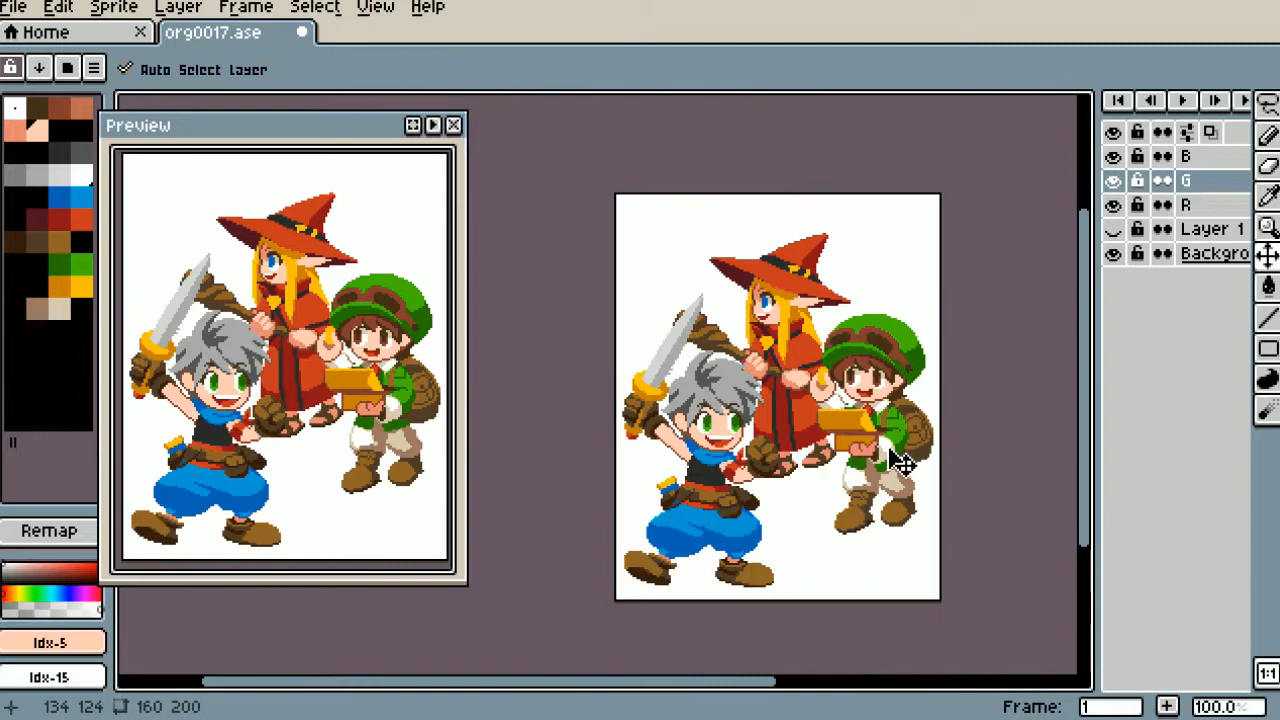 File Edit Sprite Layer Frame Select View Help
Home org0017.ase
Auto Select Layer
Preview
B
G
R
Layer 1
Backgro
Remap
Idx-5
Idx-15
134 124 160 200
Frame: 1 100.0%
1:1